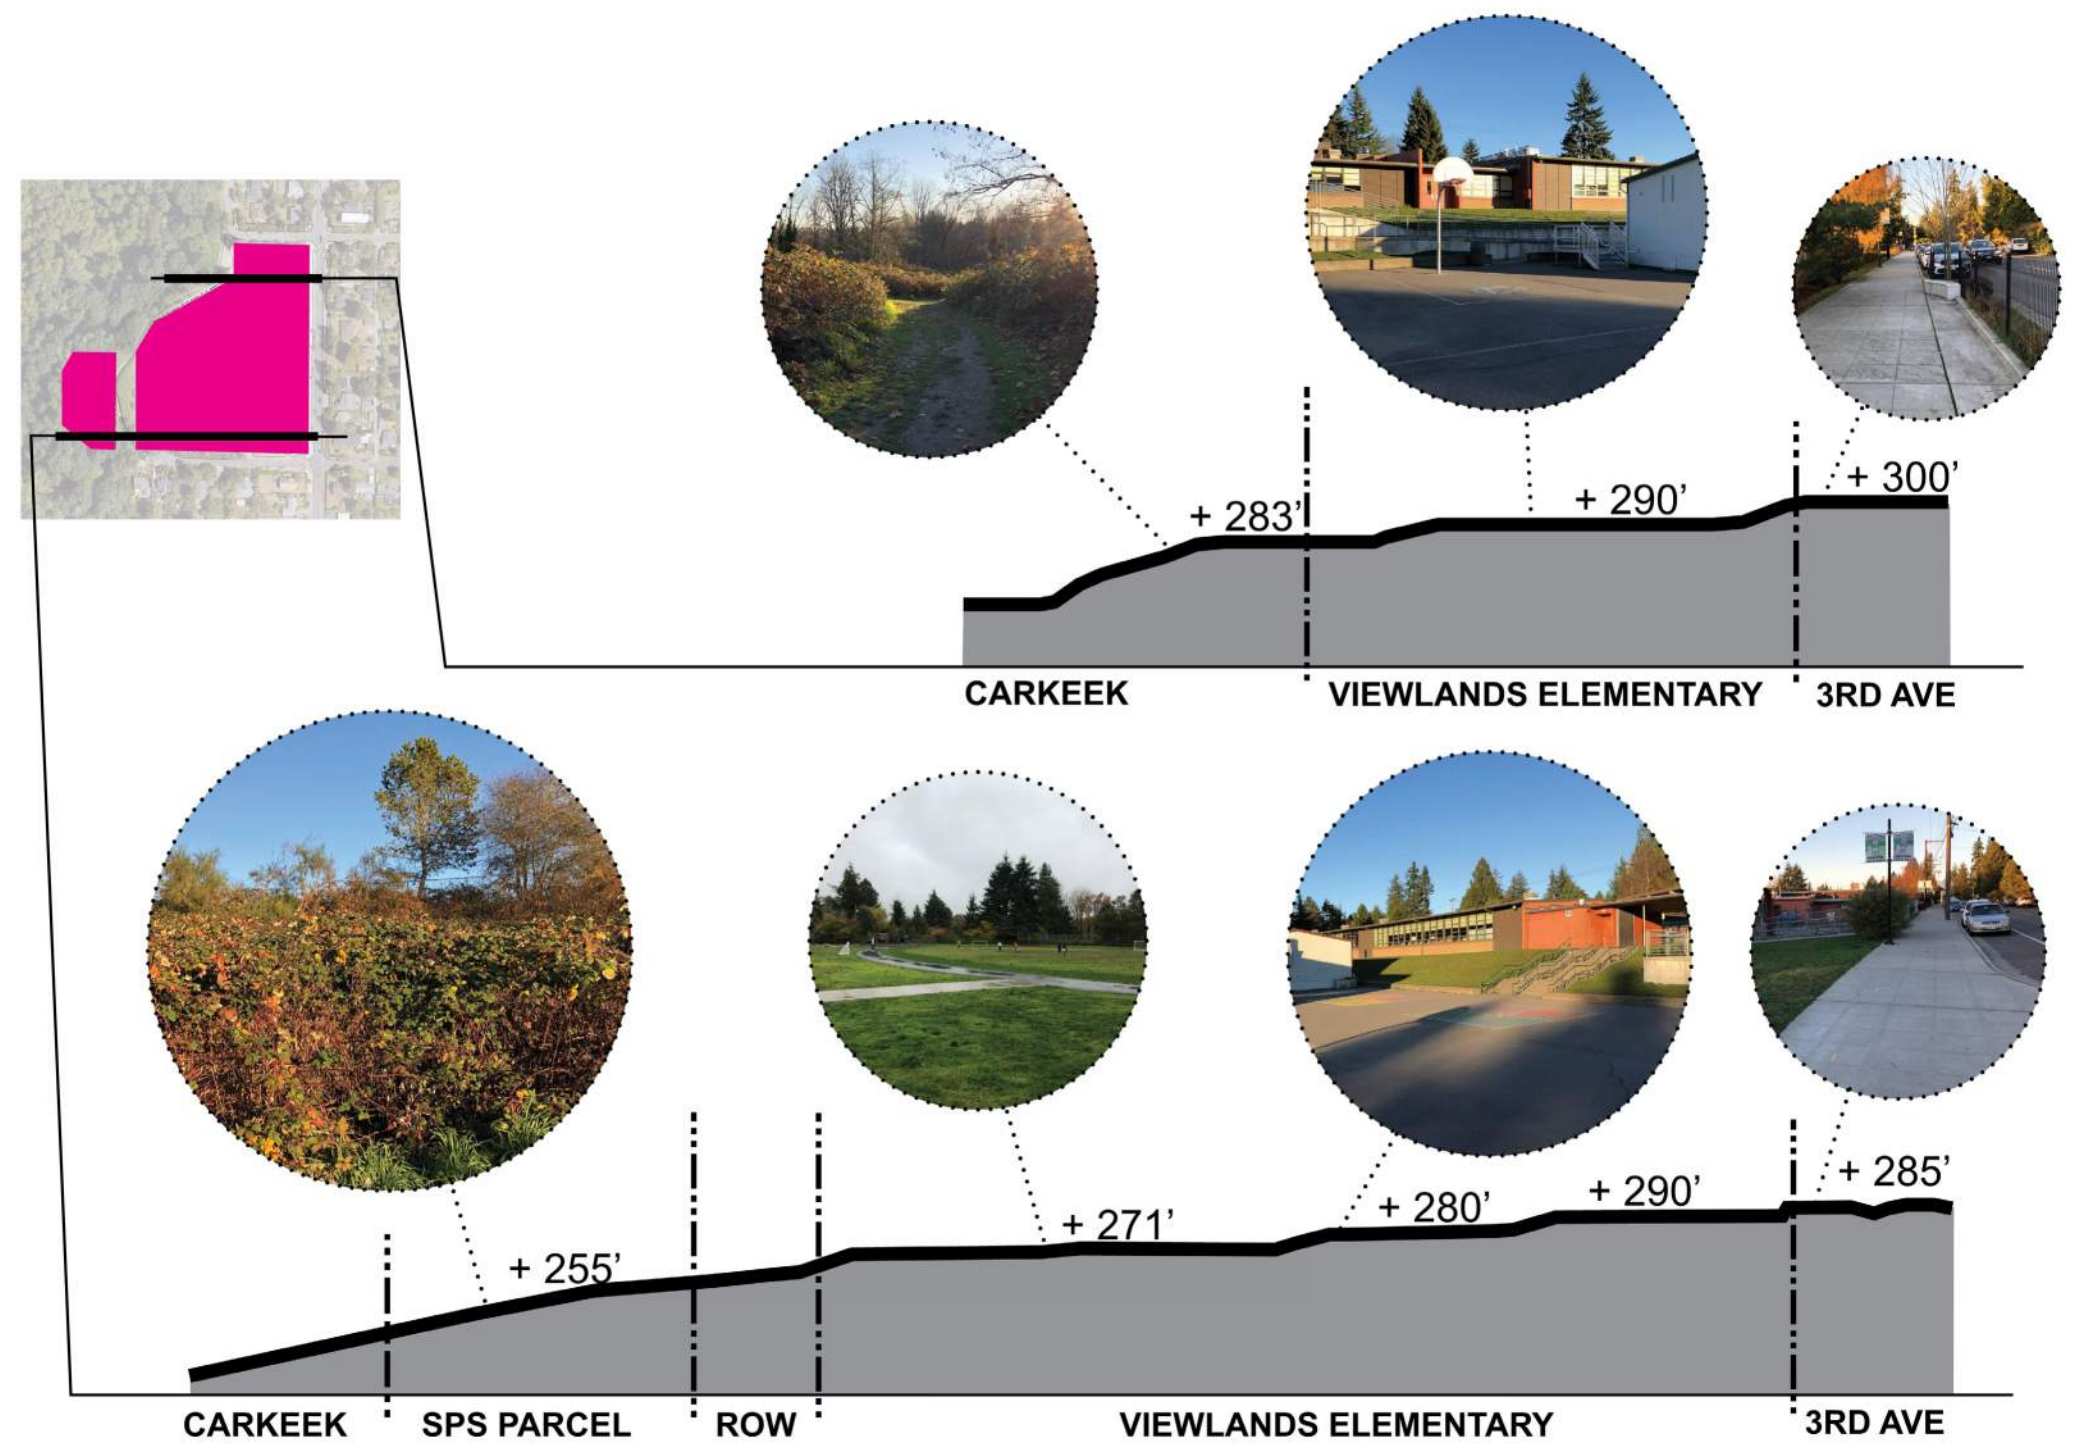 + 283’
+ 290’
+ 300’
CARKEEK
VIEWLANDS ELEMENTARY
3RD AVE
+ 255’
+ 271’
+ 280’
+ 290’
+ 285’
CARKEEK
SPS PARCEL
ROW
VIEWLANDS ELEMENTARY
3RD AVE